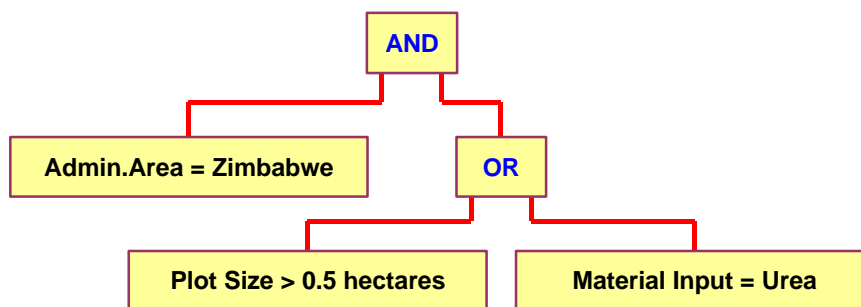 AND
Admin.Area = Zimbabwe
OR
Plot Size > 0.5 hectares
Material Input = Urea